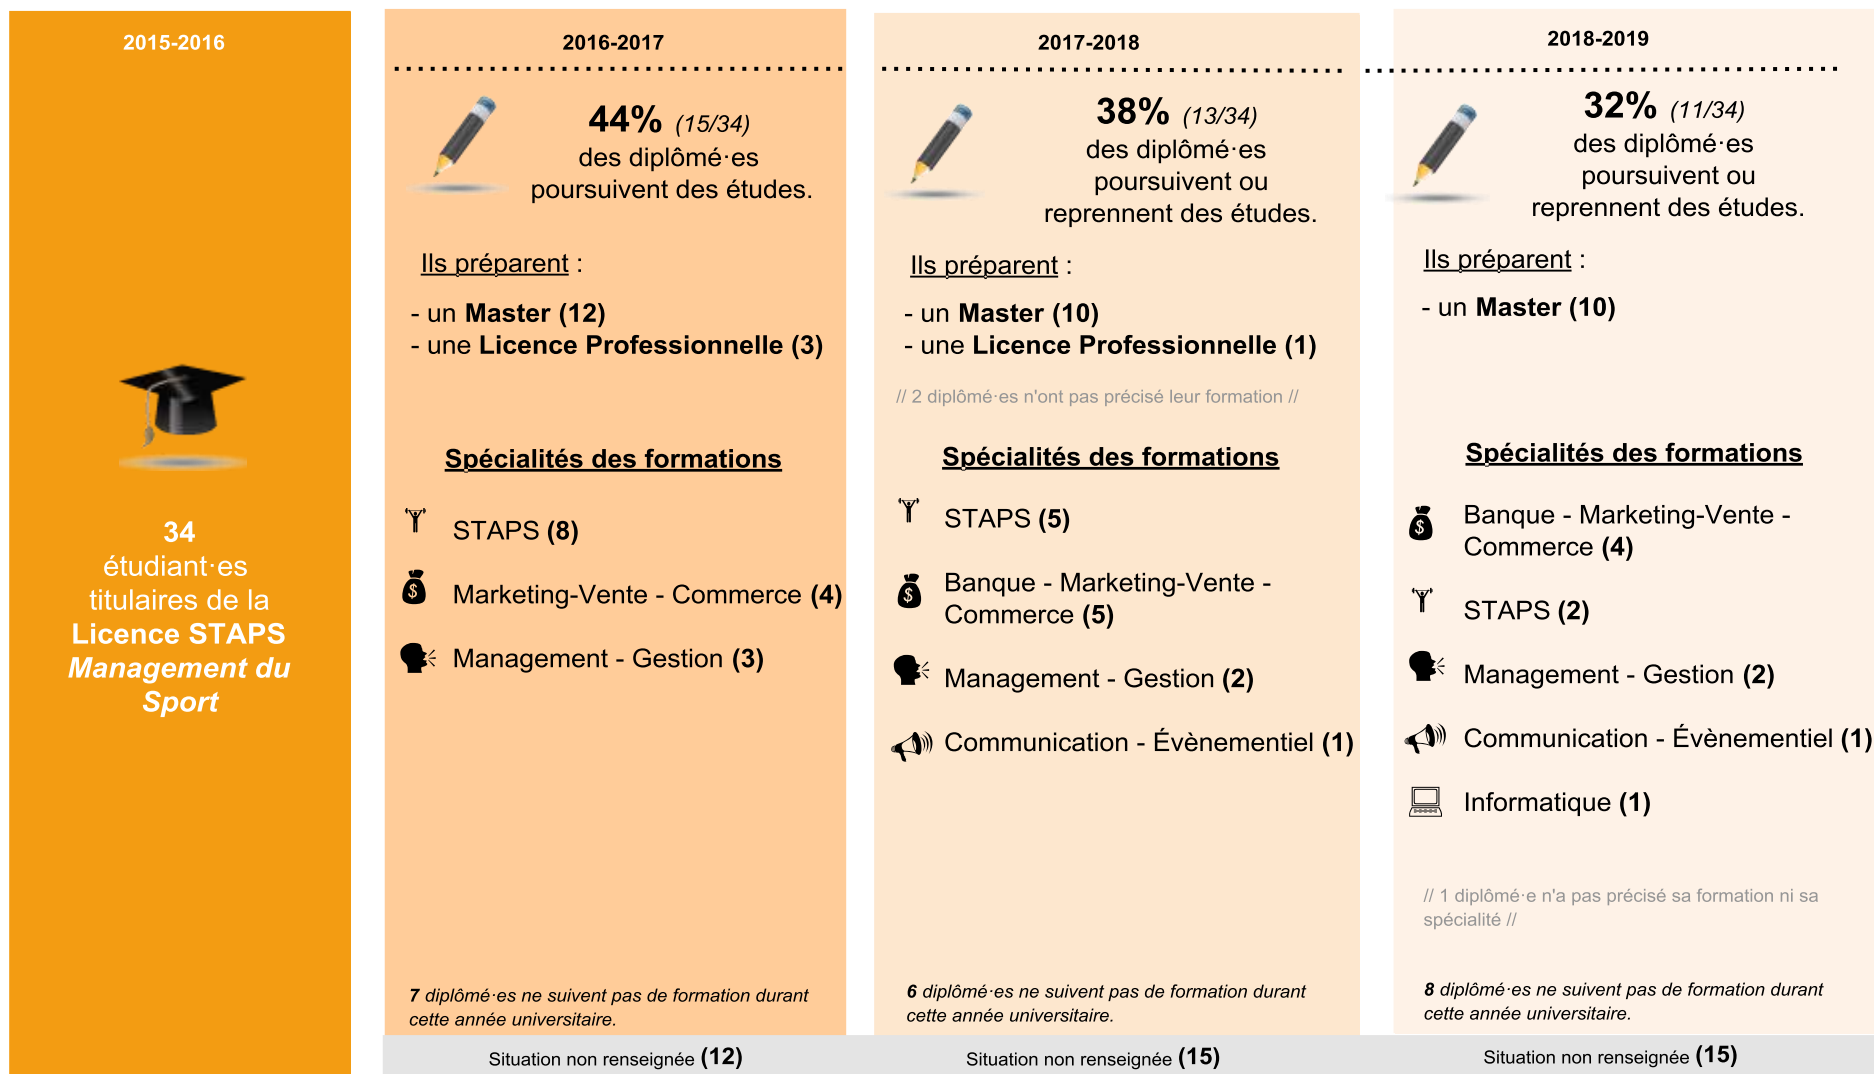 2015-2016
34
étudiant·es
titulaires de la
Licence STAPS
Management du
Sport
2016-2017
44% (15/34)
des diplômé·es
poursuivent des études.
Ils préparent :
- un Master (12)
- une Licence Professionnelle (3)
Spécialités des formations
STAPS (8)
Marketing-Vente - Commerce (4)
Management - Gestion (3)
7 diplômé·es ne suivent pas de formation durant
cette année universitaire.
Situation non renseignée (12)
2017-2018
38% (13/34)
des diplômé·es
poursuivent ou
reprennent des études.
Ils préparent :
- un Master (10)
- une Licence Professionnelle (1)
// 2 diplômé·es n'ont pas précisé leur formation //
Spécialités des formations
STAPS (5)
Banque - Marketing-Vente -
Commerce (5)
Management - Gestion (2)
Communication - Évènementiel (1)
6 diplômé·es ne suivent pas de formation durant
cette année universitaire.
Situation non renseignée (15)
2018-2019
32% (11/34)
des diplômé·es
poursuivent ou
reprennent des études.
Ils préparent :
- un Master (10)
Spécialités des formations
Banque - Marketing-Vente -
Commerce (4)
STAPS (2)
Management - Gestion (2)
Communication - Évènementiel (1)
Informatique (1)
// 1 diplômé·e n'a pas précisé sa formation ni sa
spécialité //
8 diplômé·es ne suivent pas de formation durant
cette année universitaire.
Situation non renseignée (15)